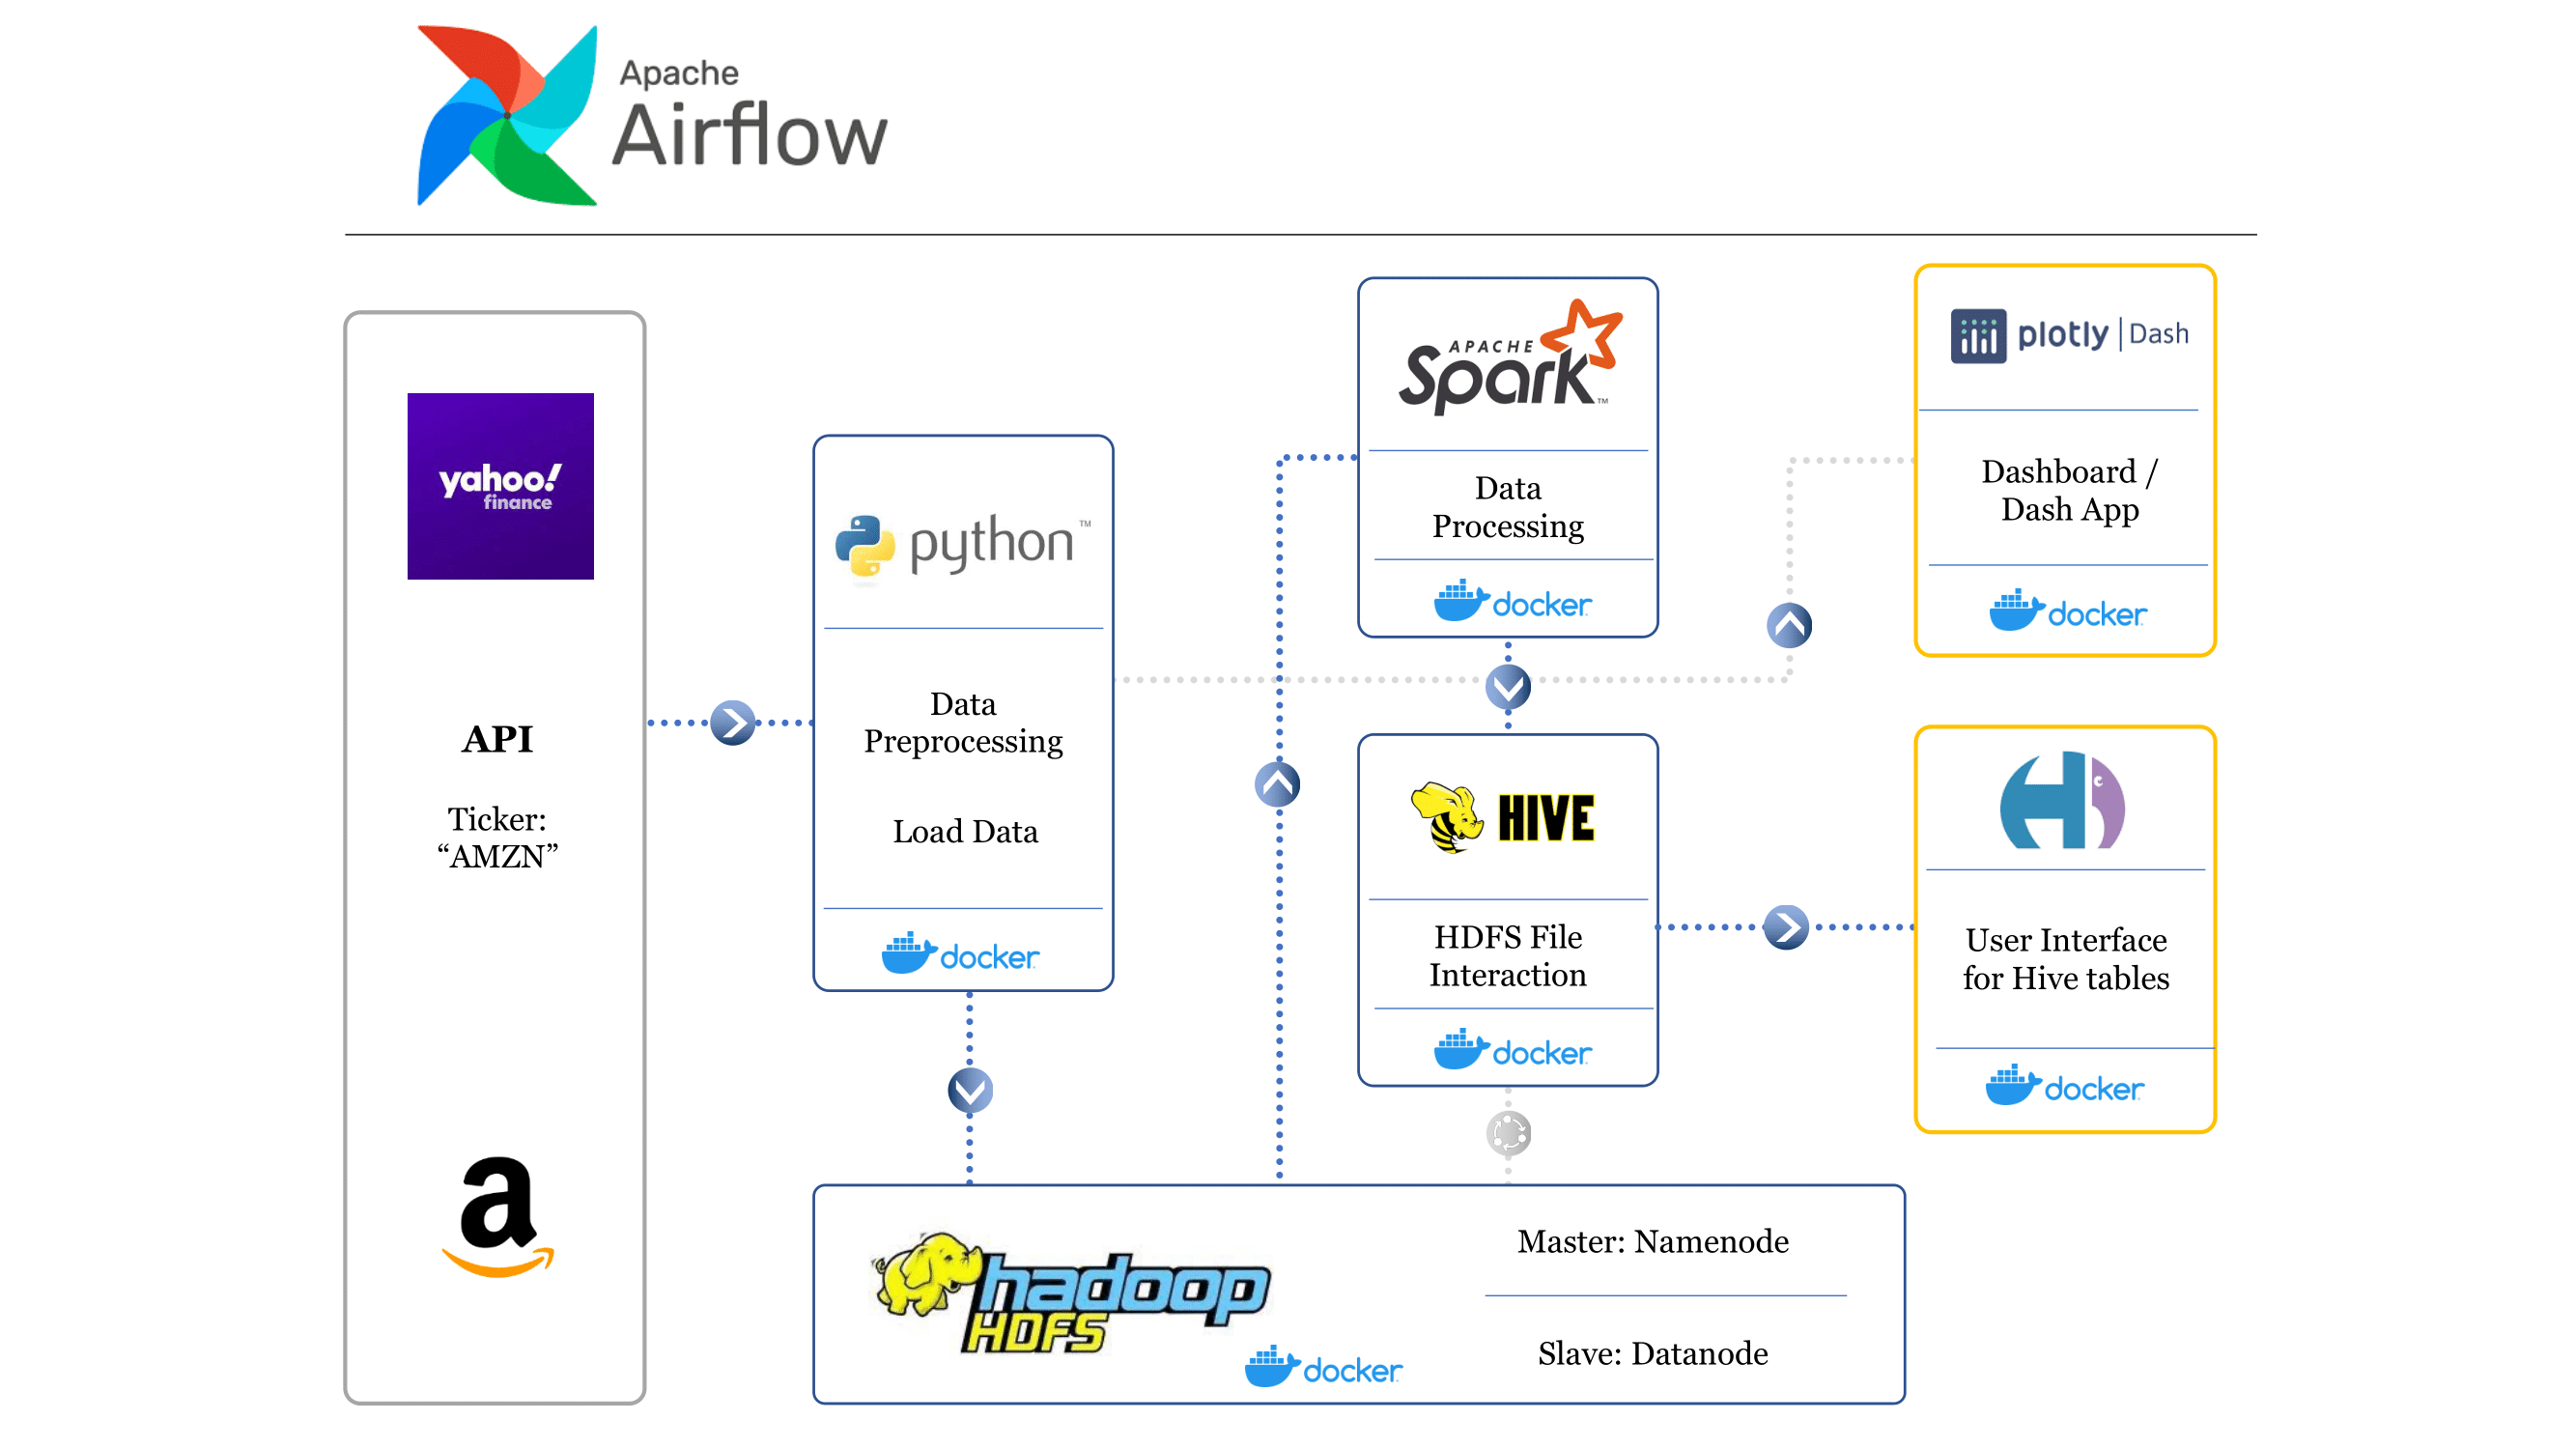 Apache
Airflow
yahoo!
finance
API
Ticker:
“AMZN”
a
python™
Data
Preprocessing
Load Data
docker
APACHE
Spark™
Data
Processing
docker
HIVE
HDFS File
Interaction
docker
plotly | Dash
Dashboard /
Dash App
docker
H
User Interface
for Hive tables
docker
hadoop
HDFS
docker
Master: Namenode
Slave: Datanode